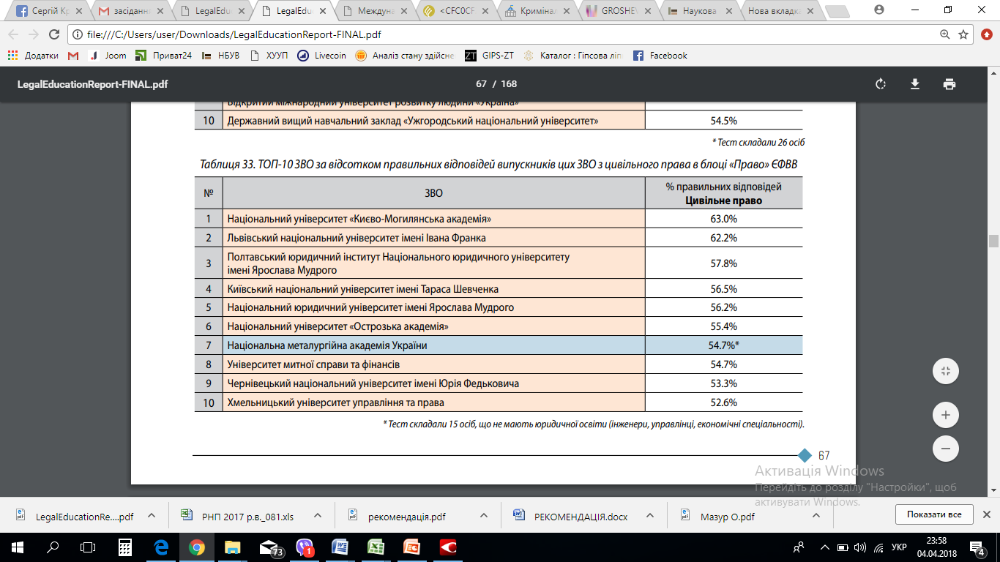 Сергій Кр
засідання
LegalEdu
LegalEdu
Междуна
<CFC0CF
Криміна
GROSHEV
Наукова
Нова вкладка
file:///C:/Users/user/Downloads/LegalEducationReport-FINAL.pdf
Додатки
Joom
Приват24
НБУВ
ХУУП
Livecoin
Аналіз стану здійсне
GIPS-ZT
Каталог : Гіпсова ліп
Facebook
LegalEducationReport-FINAL.pdf
67 / 168
Відкритий міжнародний університет розвитку людини «Україна»
10 Державний вищий навчальний заклад «Ужгородський національний університет» 54.5%
* Тест складали 26 осіб
Таблиця 33. ТОП-10 ЗВО за відсотком правильних відповідей випускників цих ЗВО з цивільного права в блоці «Право» ЄФВВ
№ ЗВО % правильних відповідей
Цивільне право
1 Національний університет «Києво-Могилянська академія» 63.0%
2 Львівський національний університет імені Івана Франка 62.2%
3 Полтавський юридичний інститут Національного юридичного університету
імені Ярослава Мудрого 57.8%
4 Київський національний університет імені Тараса Шевченка 56.5%
5 Національний юридичний університет імені Ярослава Мудрого 56.2%
6 Національний університет «Острозька академія» 55.4%
7 Національна металургійна академія України 54.7%*
8 Університет митної справи та фінансів 54.7%
9 Чернівецький національний університет імені Юрія Федьковича 53.3%
10 Хмельницький університет управління та права 52.6%
* Тест складали 15 осіб, що не мають юридичної освіти (інженери, управлінці, економічні спеціальності).
67
Активація Windows
Перейдіть до розділу "Настройки", щоб
активувати Windows.
LegalEducationRe....pdf
РНП 2017 р.в._081.xls
рекомендація.pdf
РЕКОМЕНДАЦІЯ.docx
Мазур О.pdf
Показати все
73
1
УКР
23:58
04.04.2018
4